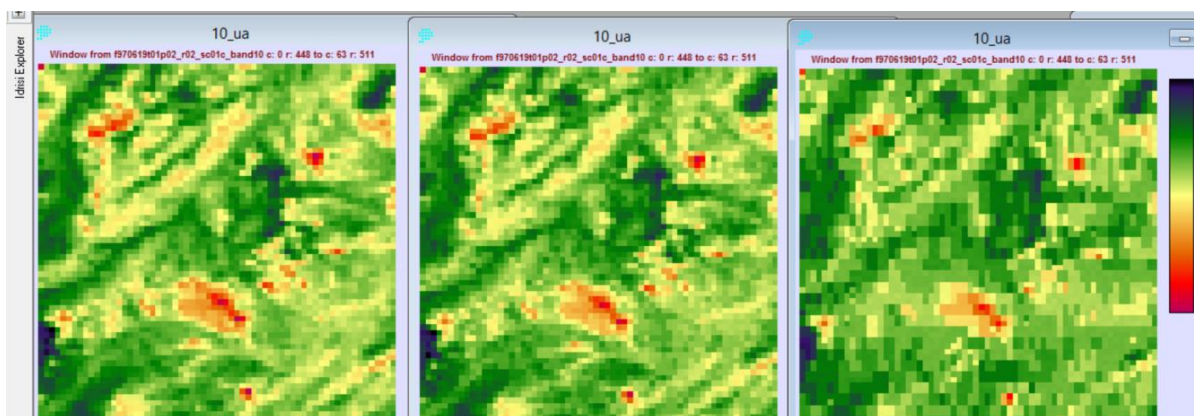 Idrisi Explorer
10_ua
Window from f970619t01p02_r02_sc01c_band10 c: 0 r: 448 to c: 63 r: 511
10_ua
Window from f970619t01p02_r02_sc01c_band10 c: 0 r: 448 to c: 63 r: 511
10_ua
Window from f970619t01p02_r02_sc01c_band10 c: 0 r: 448 to c: 63 r: 511